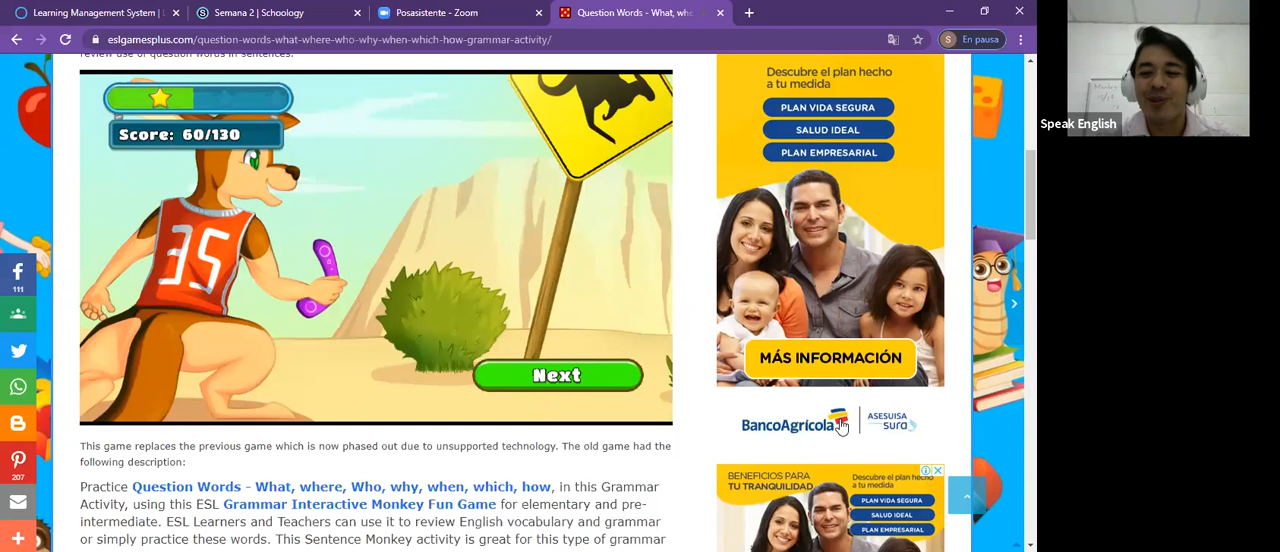 Learning Management System | L
Semana 2 | Schoology
Posasistente - Zoom
Question Words - What, whe
eslgamesplus.com/question-words-what-where-who-why-when-which-how-grammar-activity/
S En pausa
review use of question words in sentences.
Score: 60/130
35
Next
111
207
This game replaces the previous game which is now phased out due to unsupported technology. The old game had the
following description:
Practice Question Words - What, where, Who, why, when, which, how, in this Grammar
Activity, using this ESL Grammar Interactive Monkey Fun Game for elementary and pre-
intermediate. ESL Learners and Teachers can use it to review English vocabulary and grammar
or simply practice these words. This Sentence Monkey activity is great for this type of grammar
Descubre el plan hecho
a tu medida
PLAN VIDA SEGURA
SALUD IDEAL
PLAN EMPRESARIAL
MÁS INFORMACIÓN
BancoAgrícola
ASESUISA
sura
BENEFICIOS PARA
TU TRANQUILIDAD
Descubre el plan hecho
a tu medida
PLAN VIDA SEGURA
SALUD IDEAL
PLAN EMPRESARIAL
Speak English